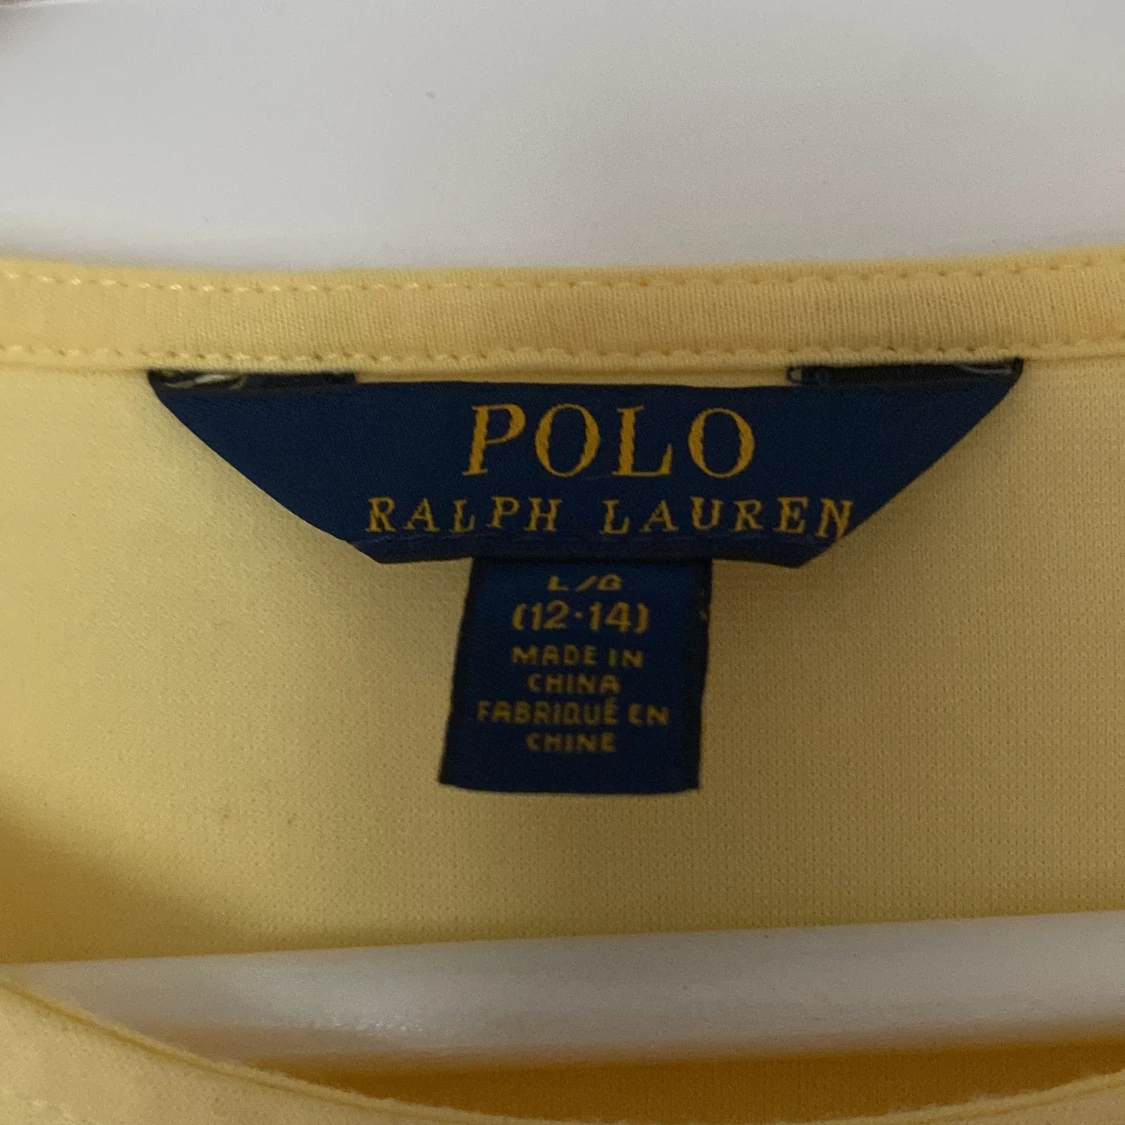 POLO
RALPH LAUREN
L/G
(12-14)
MADE IN
CHINA
FABRIQUÉ EN
CHINE